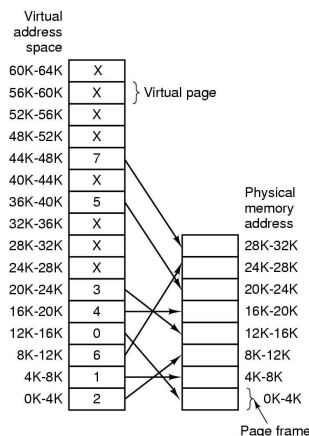 Virtual
address
space
60K-64K X
56K-60K X Virtual page
52K-56K X
48K-52K X
44K-48K 7
40K-44K X
36K-40K 5
32K-36K X
28K-32K X
24K-28K X
20K-24K 3
16K-20K 4
12K-16K 0
8K-12K 6
4K-8K 1
0K-4K 2
Physical
memory
address
28K-32K
24K-28K
20K-24K
16K-20K
12K-16K
8K-12K
4K-8K
0K-4K
Page frame